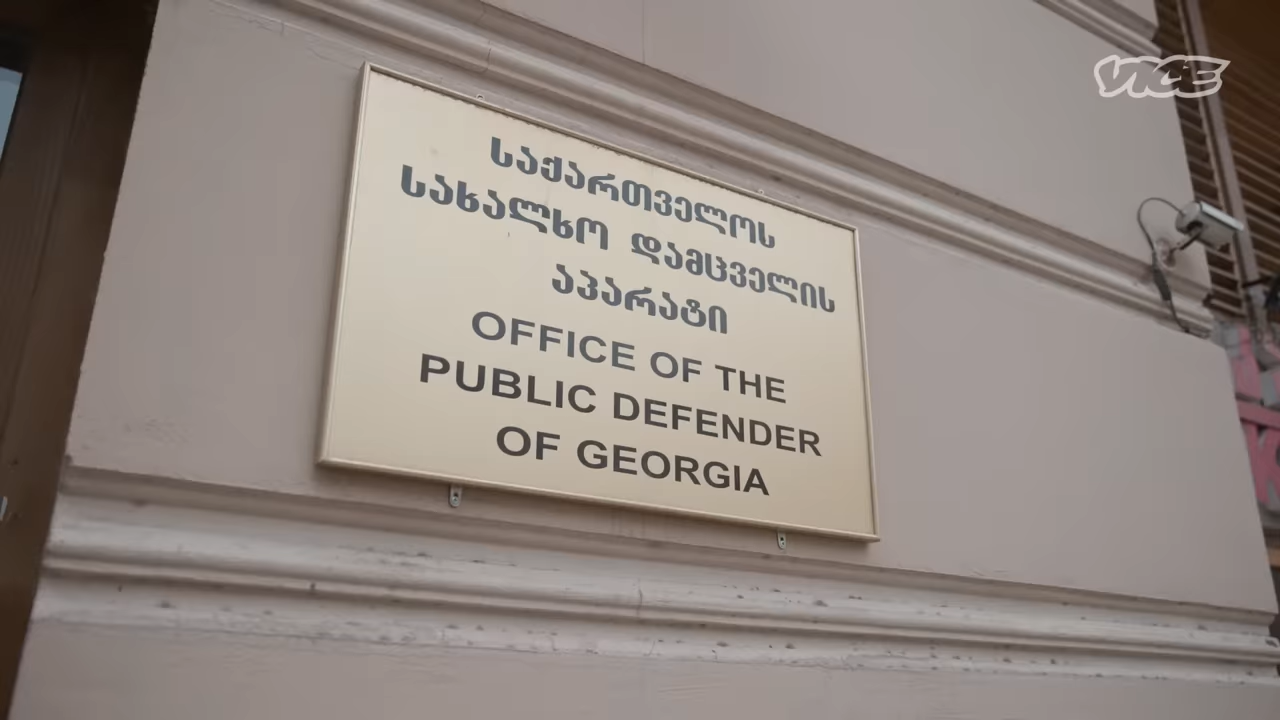 VICE
საქართველოს
სახალხო დამცველის
აპარატი
OFFICE OF THE
PUBLIC DEFENDER
OF GEORGIA